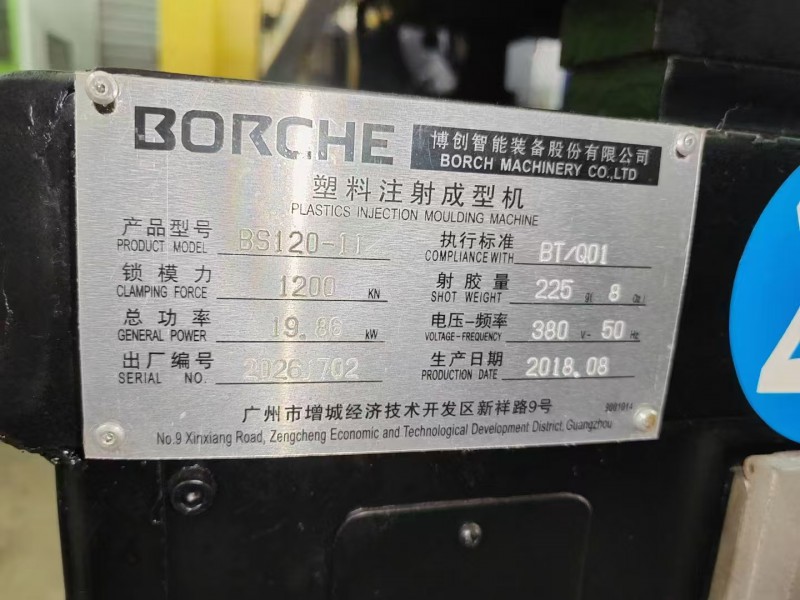 BORCHE
博创智能装备股份有限公司
BORCH MACHINERY CO.,LTD
塑料注射成型机
PLASTICS INJECTION MOULDING MACHINE
产品型号 BS120-II 执行标准 BT/Q01
PRODUCT MODEL COMPLIANCE WITH
锁模力 1200 KN 射胶量 225 g( 8 oz)
CLAMPING FORCE SHOT WEIGHT
总功率 19.86 kW 电压-频率 380 V- 50 Hz
GENERAL POWER VOLTAGE-FREQUENCY
出厂编号 生产日期 2018.08
SERIAL NO. PRODUCTION DATE
广州市增城经济技术开发区新祥路9号
No.9 Xinxiang Road, Zengcheng Economic and Technological Development District, Guangzhou